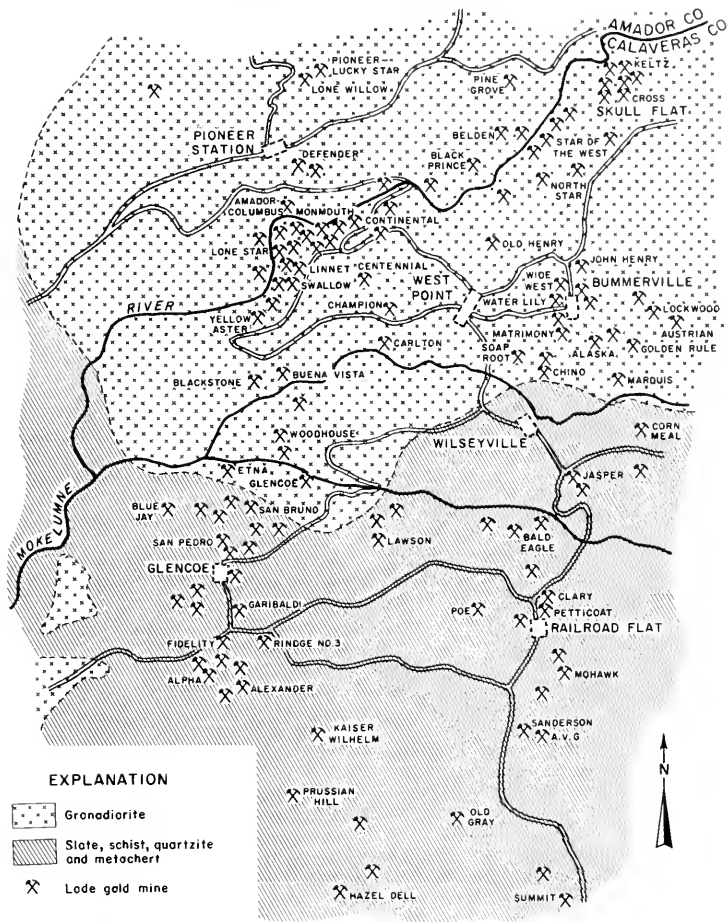 AMADOR CO
CALAVERAS CO
PIONEER-
LUCKY STAR
LONE WILLOW
PINE
GROVE
KELTZ
CROSS
SKULL FLAT
PIONEER
STATION
DEFENDER
BELDEN
BLACK
PRINCE
STAR OF
THE WEST
NORTH
STAR
AMADOR-
COLUMBUS
MONMOUTH
CONTINENTAL
LONE STAR
OLD HENRY
JOHN HENRY
LINNET
CENTENNIAL
WEST
POINT
WIDE
WEST
BUMMERVILLE
SWALLOW
WATER LILY
LOCKWOOD
RIVER
YELLOW
ASTER
CHAMPION
MATRIMONY
AUSTRIAN
CARLTON
SOAP
ROOT
ALASKA
GOLDEN RULE
CHINO
BLACKSTONE
BUENA VISTA
MARQUIS
WOODHOUSE
WILSEYVILLE
CORN
MEAL
ETNA
GLENCOE
JASPER
MOKELUMNE
BLUE
JAY
SAN BRUNO
SAN PEDRO
LAWSON
BALD
EAGLE
GLENCOE
CLARY
GARIBALDI
POE
PETTICOAT
RAILROAD FLAT
FIDELITY
RINDGE NO.3
ALPHA
ALEXANDER
MOHAWK
KAISER
WILHELM
SANDERSON
A.V.G
N
EXPLANATION
Granodiorite
Slate, schist, quartzite
and metachert
Lode gold mine
PRUSSIAN
HILL
OLD
GRAY
HAZEL DELL
SUMMIT